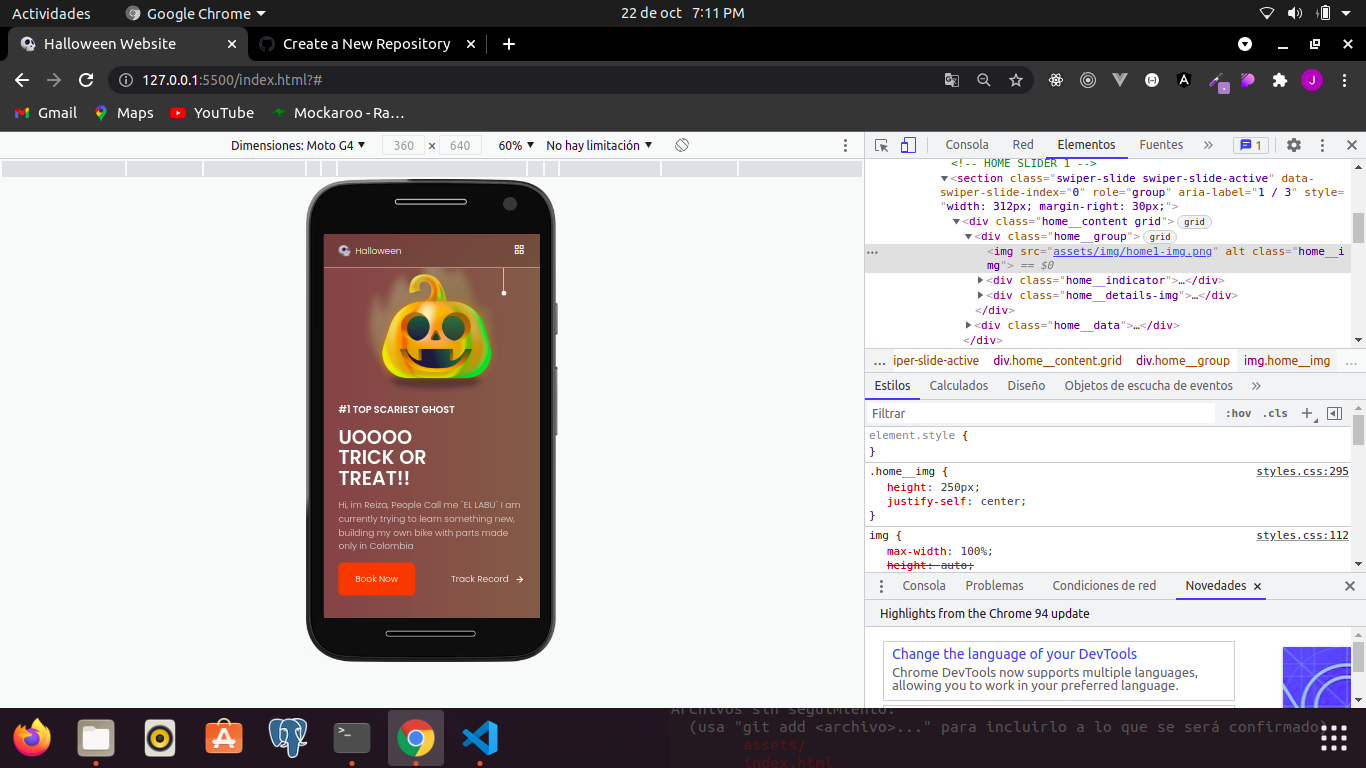 Actividades
Google Chrome
22 de oct 7:11 PM
Halloween Website
Create a New Repository
127.0.0.1:5500/index.html?#
J
Gmail
Maps
YouTube
Mockaroo - Ra…
Dimensiones: Moto G4
360 × 640
60%
No hay limitación
Consola
Red
Elementos
Fuentes
»
1
Halloween
#1 TOP SCARIEST GHOST
UOOOO
TRICK OR
TREAT!!
Hi, im Reiza, People Call me ¨EL LABU¨ I am
currently trying to learn something new,
building my own bike with parts made
only in Colombia
Book Now
Track Record
<!-- HOME SLIDER 1 -->
<section class="swiper-slide swiper-slide-active" data-
swiper-slide-index="0" role="group" aria-label="1 / 3" style=
"width: 312px; margin-right: 30px;">
<div class="home__content grid"> grid
<div class="home__group"> grid
<img src="assets/img/home1-img.png" alt class="home__i
mg"> == $0
<div class="home__indicator">…</div>
<div class="home__details-img">…</div>
</div>
<div class="home__data">…</div>
</div>
… iper-slide-active div.home__content.grid div.home__group img.home__img …
Estilos
Calculados
Diseño
Objetos de escucha de eventos
»
Filtrar
:hov .cls +
element.style {
}
.home__img { styles.css:295
height: 250px;
justify-self: center;
}
img { styles.css:112
max-width: 100%;
height: auto;
Consola
Problemas
Condiciones de red
Novedades
Highlights from the Chrome 94 update
Change the language of your DevTools
Chrome DevTools now supports multiple languages,
allowing you to work in your preferred language.
Archivos sin seguimiento:
(usa "git add <archivo>..." para incluirlo a lo que se será confirmado)
assets/
index.html